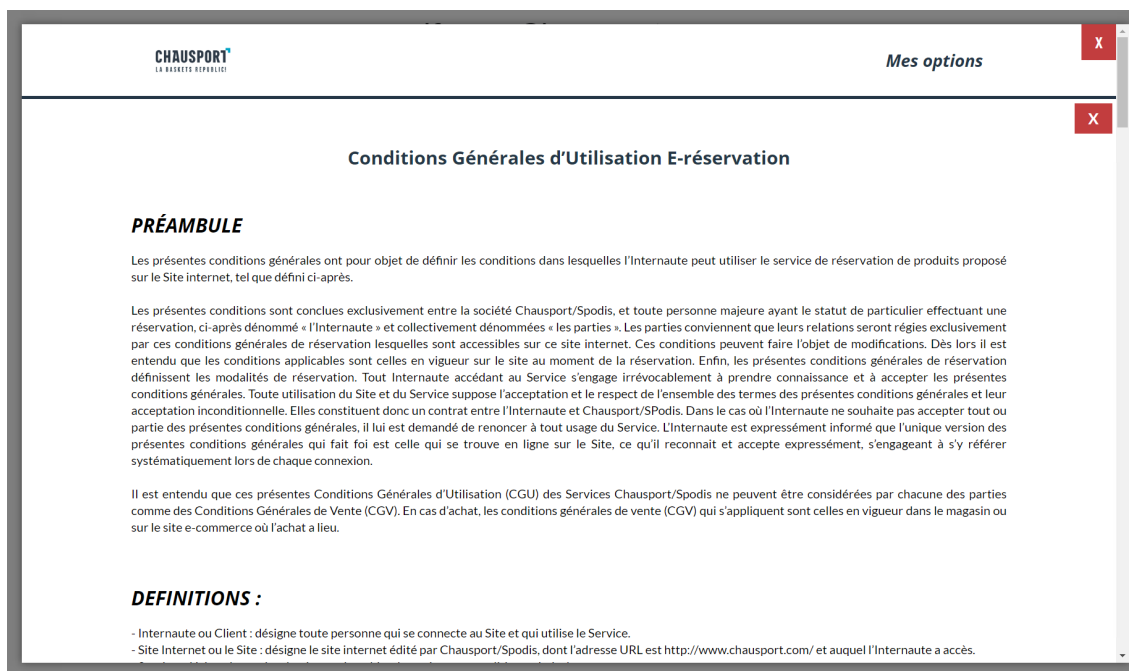 CHAUSPORT
LA BASKETS REPUBLIC!
Mes options
X
X
Conditions Générales d’Utilisation E-réservation
PRÉAMBULE
Les présentes conditions générales ont pour objet de définir les conditions dans lesquelles l’Internaute peut utiliser le service de réservation de produits proposé
sur le Site internet, tel que défini ci-après.
Les présentes conditions sont conclues exclusivement entre la société Chausport/Spodis, et toute personne majeure ayant le statut de particulier effectuant une
réservation, ci-après dénommé « l’Internaute » et collectivement dénommées « les parties ». Les parties conviennent que leurs relations seront régies exclusivement
par ces conditions générales de réservation lesquelles sont accessibles sur ce site internet. Ces conditions peuvent faire l’objet de modifications. Dès lors il est
entendu que les conditions applicables sont celles en vigueur sur le site au moment de la réservation. Enfin, les présentes conditions générales de réservation
définissent les modalités de réservation. Tout Internaute accédant au Service s’engage irrévocablement à prendre connaissance et à accepter les présentes
conditions générales. Toute utilisation du Site et du Service suppose l’acceptation et le respect de l’ensemble des termes des présentes conditions générales et leur
acceptation inconditionnelle. Elles constituent donc un contrat entre l’Internaute et Chausport/SPodis. Dans le cas où l’Internaute ne souhaite pas accepter tout ou
partie des présentes conditions générales, il lui est demandé de renoncer à tout usage du Service. L’Internaute est expressément informé que l’unique version des
présentes conditions générales qui fait foi est celle qui se trouve en ligne sur le Site, ce qu’il reconnait et accepte expressément, s’engageant à s’y référer
systématiquement lors de chaque connexion.
Il est entendu que ces présentes Conditions Générales d’Utilisation (CGU) des Services Chausport/Spodis ne peuvent être considérées par chacune des parties
comme des Conditions Générales de Vente (CGV). En cas d’achat, les conditions générales de vente (CGV) qui s’appliquent sont celles en vigueur dans le magasin ou
sur le site e-commerce où l’achat a lieu.
DEFINITIONS :
- Internaute ou Client : désigne toute personne qui se connecte au Site et qui utilise le Service.
- Site Internet ou le Site : désigne le site internet édité par Chausport/Spodis, dont l’adresse URL est http://www.chausport.com/ et auquel l’Internaute a accès.